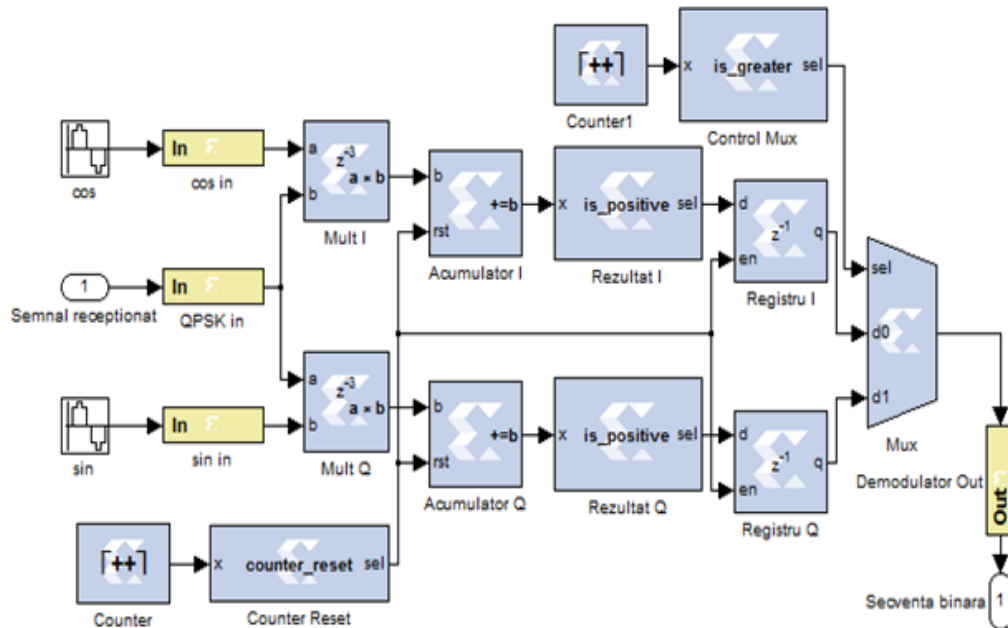 ⌈++⌉
Counter1
x is_greater sel
Control Mux
cos
In
cos in
a
b
z⁻³
a × b
Mult I
b
rst
+=b
Acumulator I
x is_positive sel
Rezultat I
d
en
z⁻¹
q
Registru I
sel
d0
d1
Mux
1
Semnal receptionat
In
QPSK in
sin
In
sin in
a
b
z⁻³
a × b
Mult Q
b
rst
+=b
Acumulator Q
x is_positive sel
Rezultat Q
d
en
z⁻¹
q
Registru Q
Demodulator Out
Out
⌈++⌉
Counter
x counter_reset sel
Counter Reset
Secventa binara
1